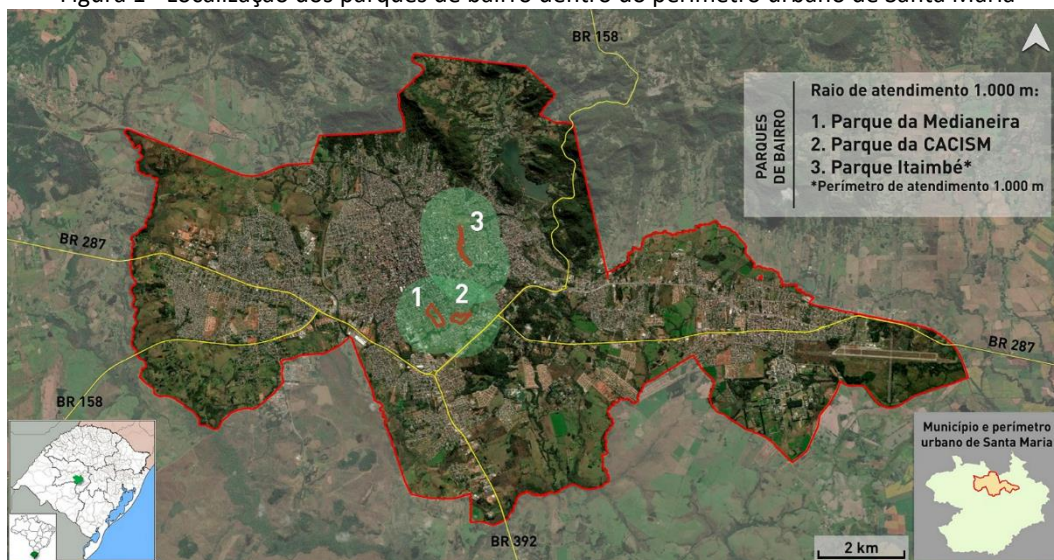 Figura 1 - Localização dos parques de bairro dentro do perímetro urbano de Santa Maria
BR 158
PARQUES
DE BAIRRO
Raio de atendimento 1.000 m:
1. Parque da Medianeira
2. Parque da CACISM
3. Parque Itaimbé*
*Perímetro de atendimento 1.000 m
3
BR 287
1
2
BR 287
BR 158
Município e perímetro
urbano de Santa Maria
BR 392
2 km